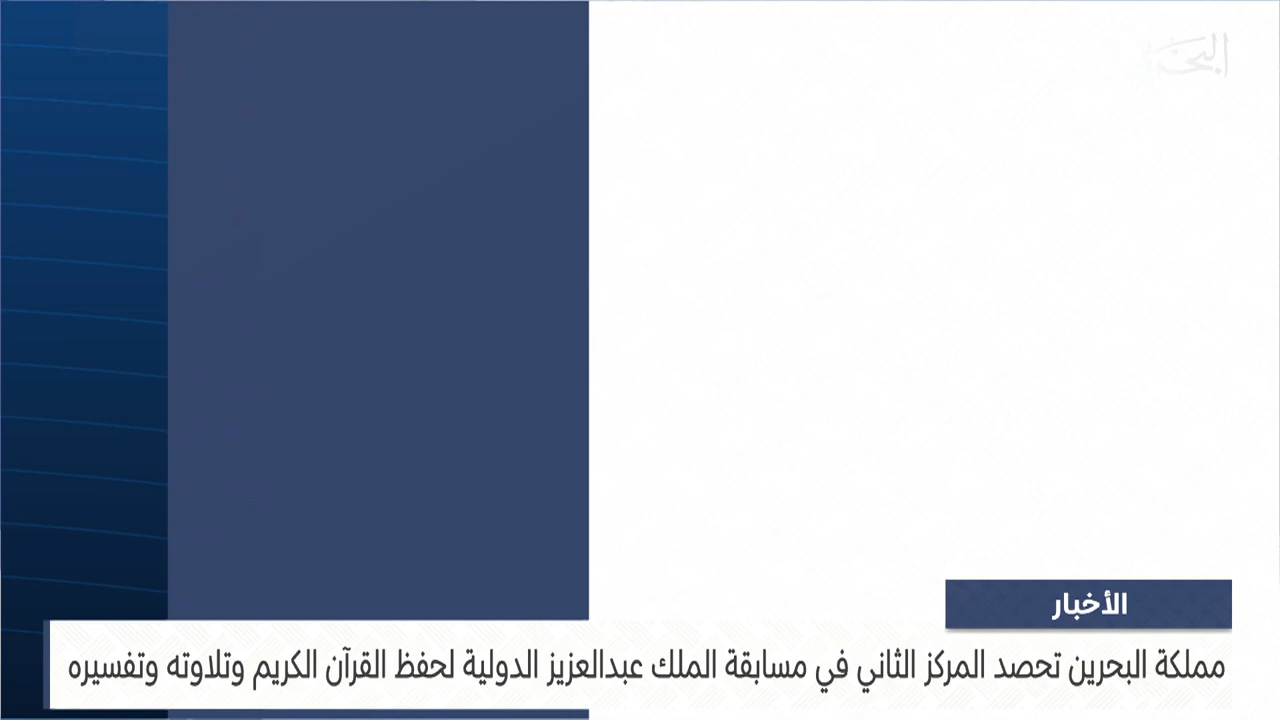 الأخبار
مملكة البحرين تحصد المركز الثاني في مسابقة الملك عبدالعزيز الدولية لحفظ القرآن الكريم وتلاوته وتفسيره